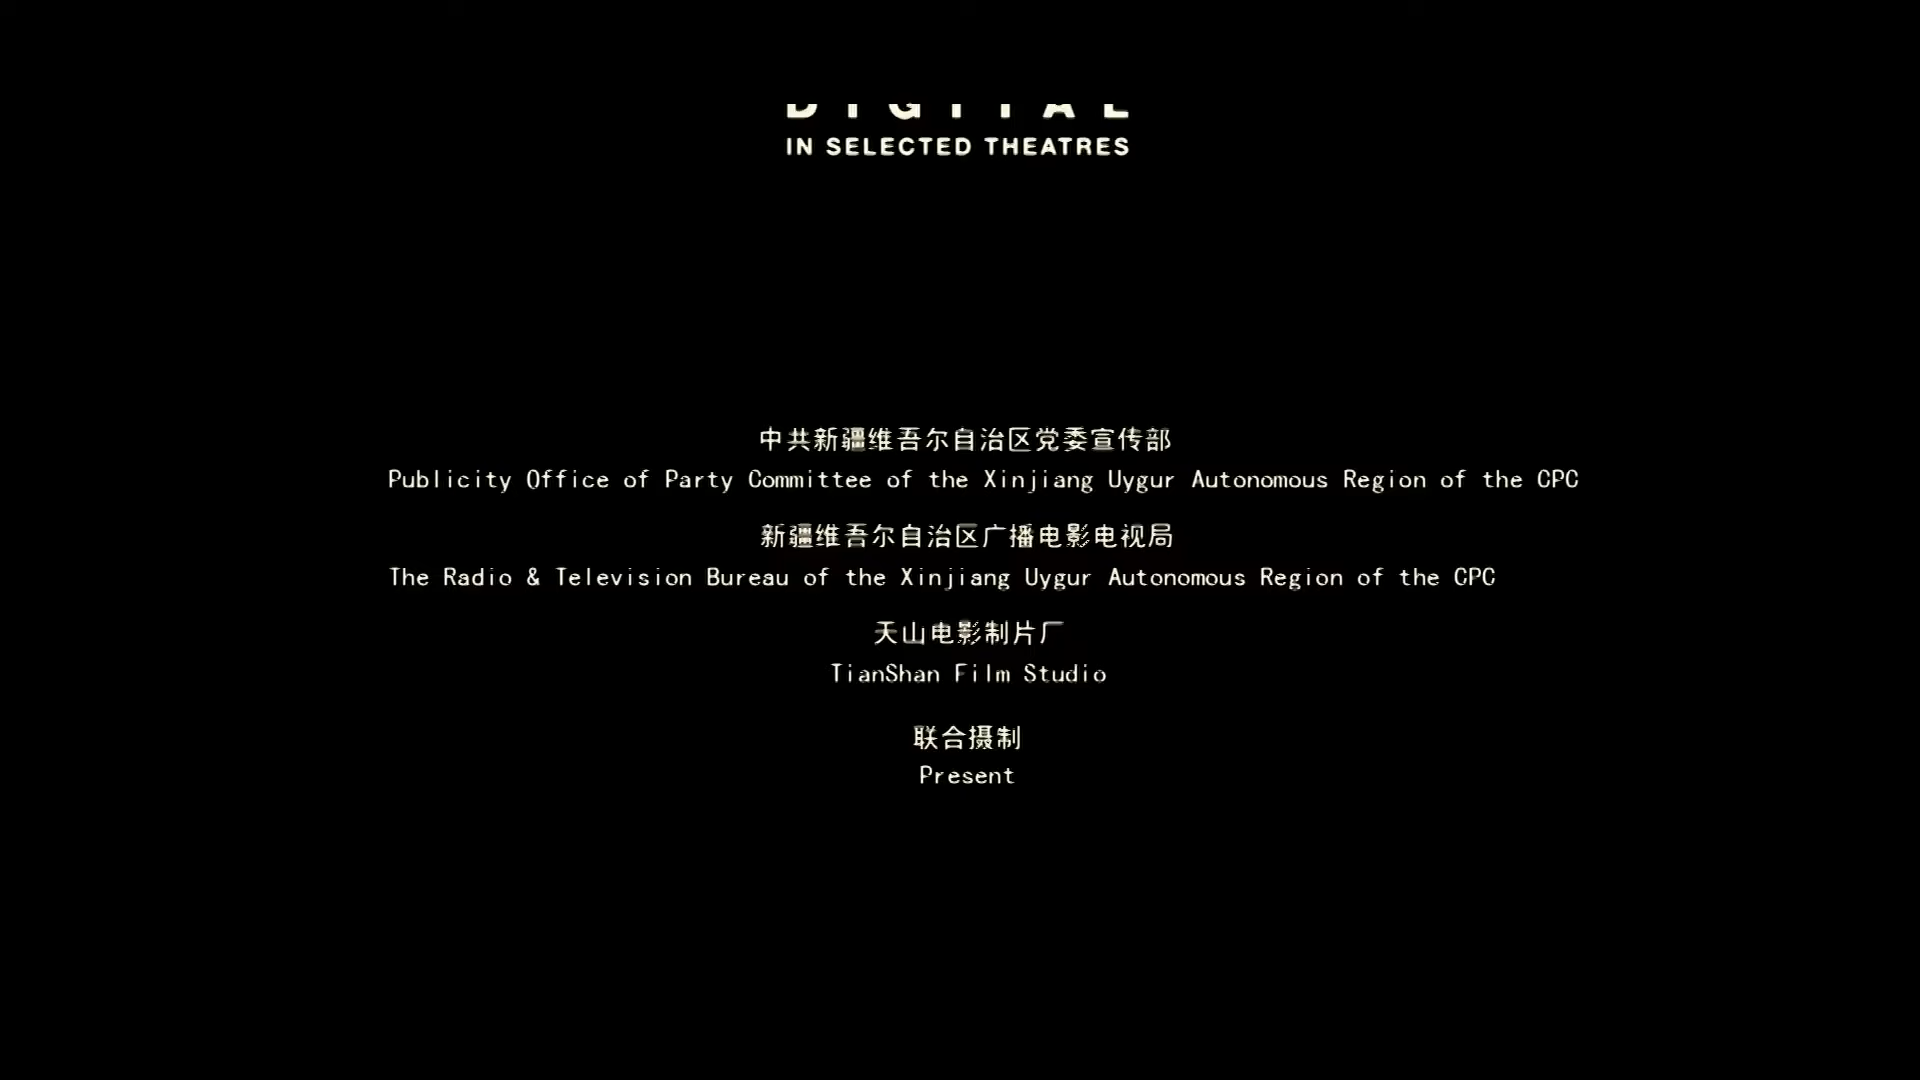 DIGITAL
IN SELECTED THEATRES
中共新疆维吾尔自治区党委宣传部
Publicity Office of Party Committee of the Xinjiang Uygur Autonomous Region of the CPC
新疆维吾尔自治区广播电影电视局
The Radio & Television Bureau of the Xinjiang Uygur Autonomous Region of the CPC
天山电影制片厂
TianShan Film Studio
联合摄制
Present